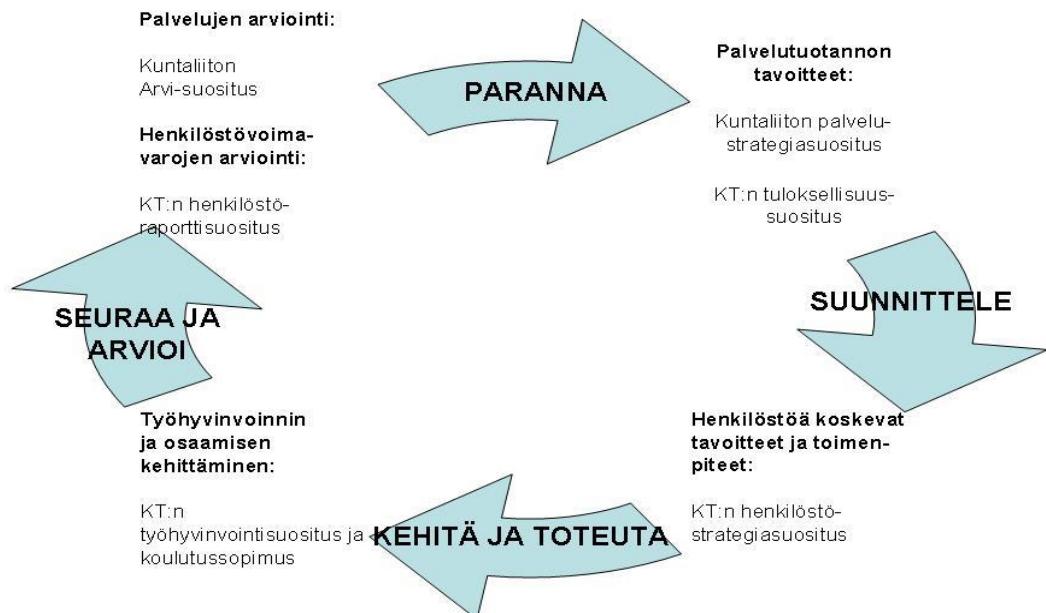 Palvelujen arviointi:
Kuntaliiton
Arvi-suositus
Henkilöstövoima-
varojen arviointi:
KT:n henkilöstö-
raporttisuositus
PARANNA
Palvelutuotannon
tavoitteet:
Kuntaliiton palvelu-
strategiasuositus
KT:n tuloksellisuus-
suositus
SUUNNITTELE
Henkilöstöä koskevat
tavoitteet ja toimen-
piteet:
KT:n henkilöstö-
strategiasuositus
KEHITÄ JA TOTEUTA
Työhyvinvoinnin
ja osaamisen
kehittäminen:
KT:n
työhyvinvointisuositus ja
koulutussopimus
SEURAA JA
ARVIOI